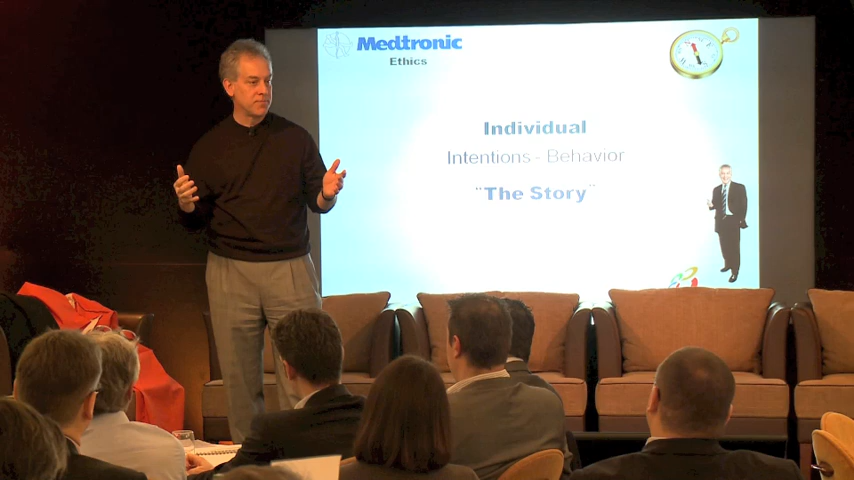 Medtronic
Ethics
Individual
Intentions - Behavior
"The Story"